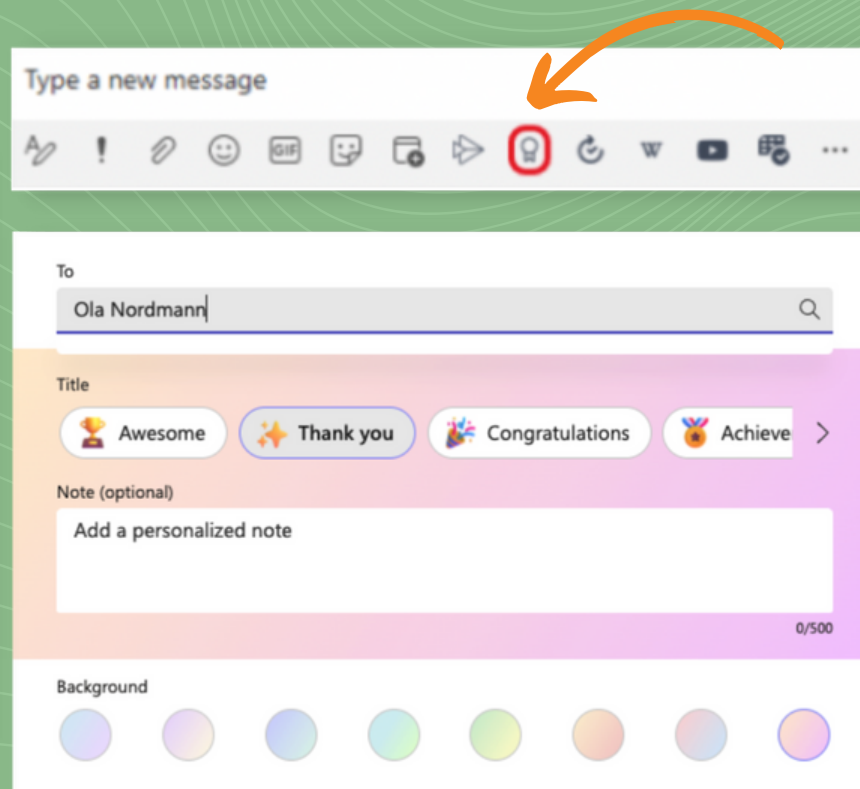 Type a new message
GIF
W
To
Ola Nordmann
Title
Awesome
Thank you
Congratulations
Achieve
Note (optional)
Add a personalized note
0/500
Background